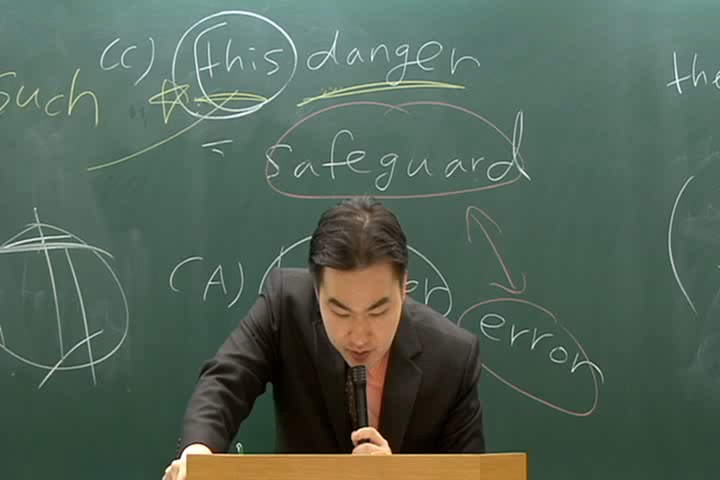 (C) This danger
such
the
= safeguard
(A)
error